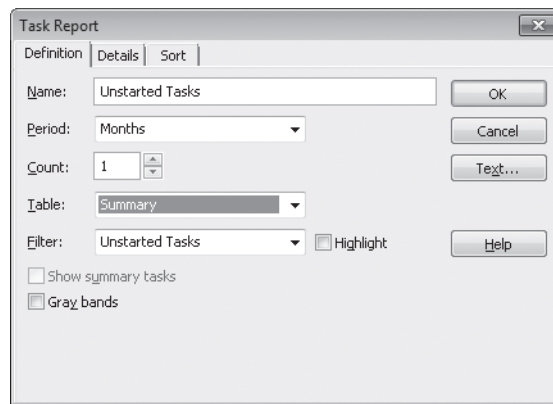 Task Report
Definition Details Sort
Name: Unstarted Tasks OK
Period: Months Cancel
Count: 1 Text...
Table: Summary
Filter: Unstarted Tasks Highlight Help
Show summary tasks
Gray bands